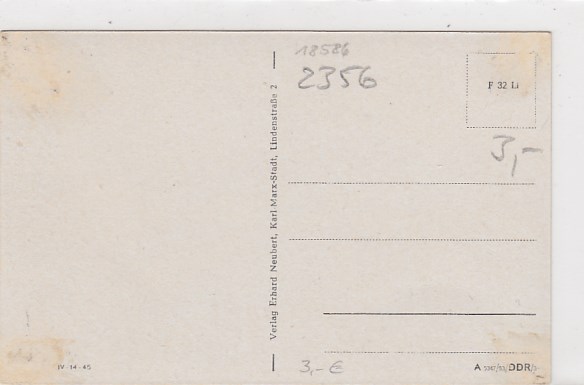 18586
2356
F 32 Li
3,-
Verlag Erhard Neubert, Karl-Marx-Stadt, Lindenstraße 2
3,- €
IV - 14 - 45
A DDR